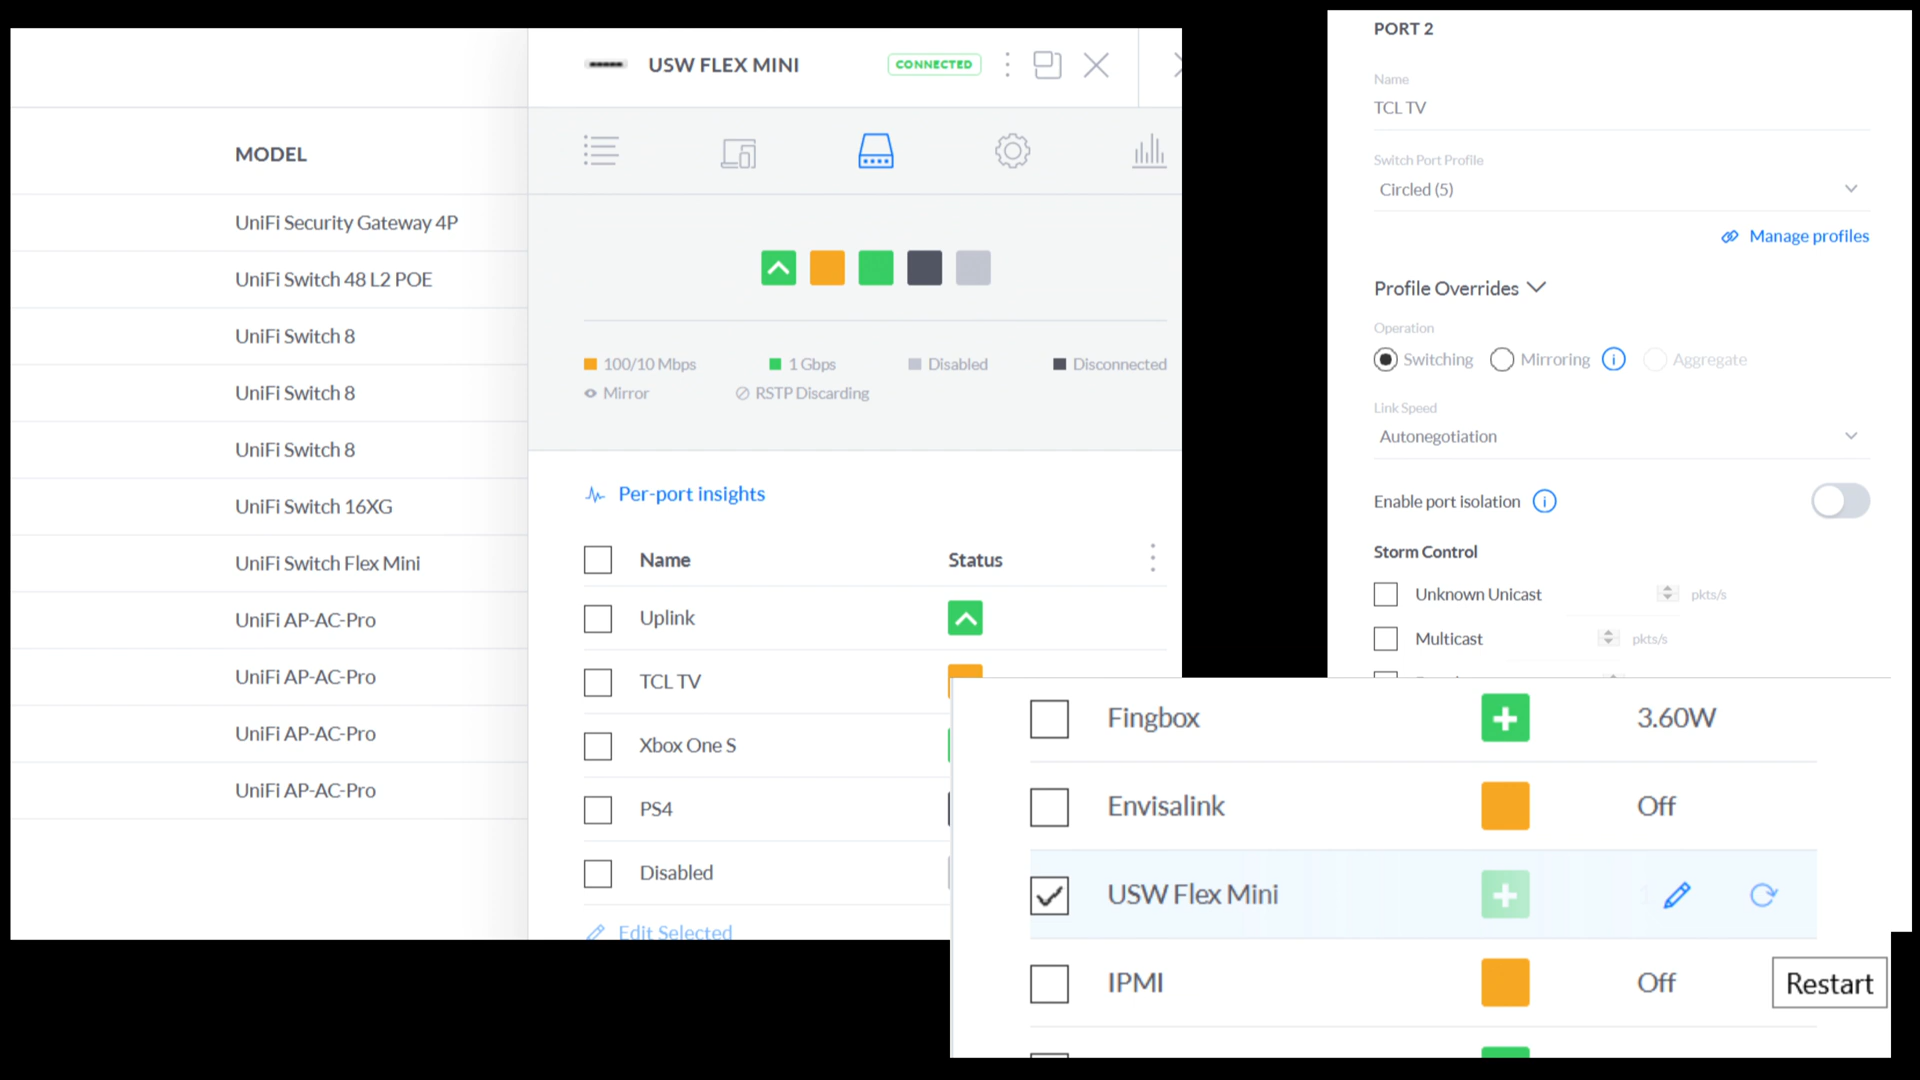 MODEL
UniFi Security Gateway 4P
UniFi Switch 48 L2 POE
UniFi Switch 8
UniFi Switch 8
UniFi Switch 8
UniFi Switch 16XG
UniFi Switch Flex Mini
UniFi AP-AC-Pro
UniFi AP-AC-Pro
UniFi AP-AC-Pro
UniFi AP-AC-Pro
USW FLEX MINI CONNECTED
100/10 Mbps 1 Gbps Disabled Disconnected
Mirror RSTP Discarding
Per-port insights
Name Status
Uplink
TCL TV
Xbox One S
PS4
Disabled
Edit Selected
PORT 2
Name
TCL TV
Switch Port Profile
Circled (5)
Manage profiles
Profile Overrides
Operation
Switching Mirroring Aggregate
Link Speed
Autonegotiation
Enable port isolation
Storm Control
Unknown Unicast pkts/s
Multicast pkts/s
Fingbox 3.60W
Envisalink Off
USW Flex Mini
IPMI Off
Restart